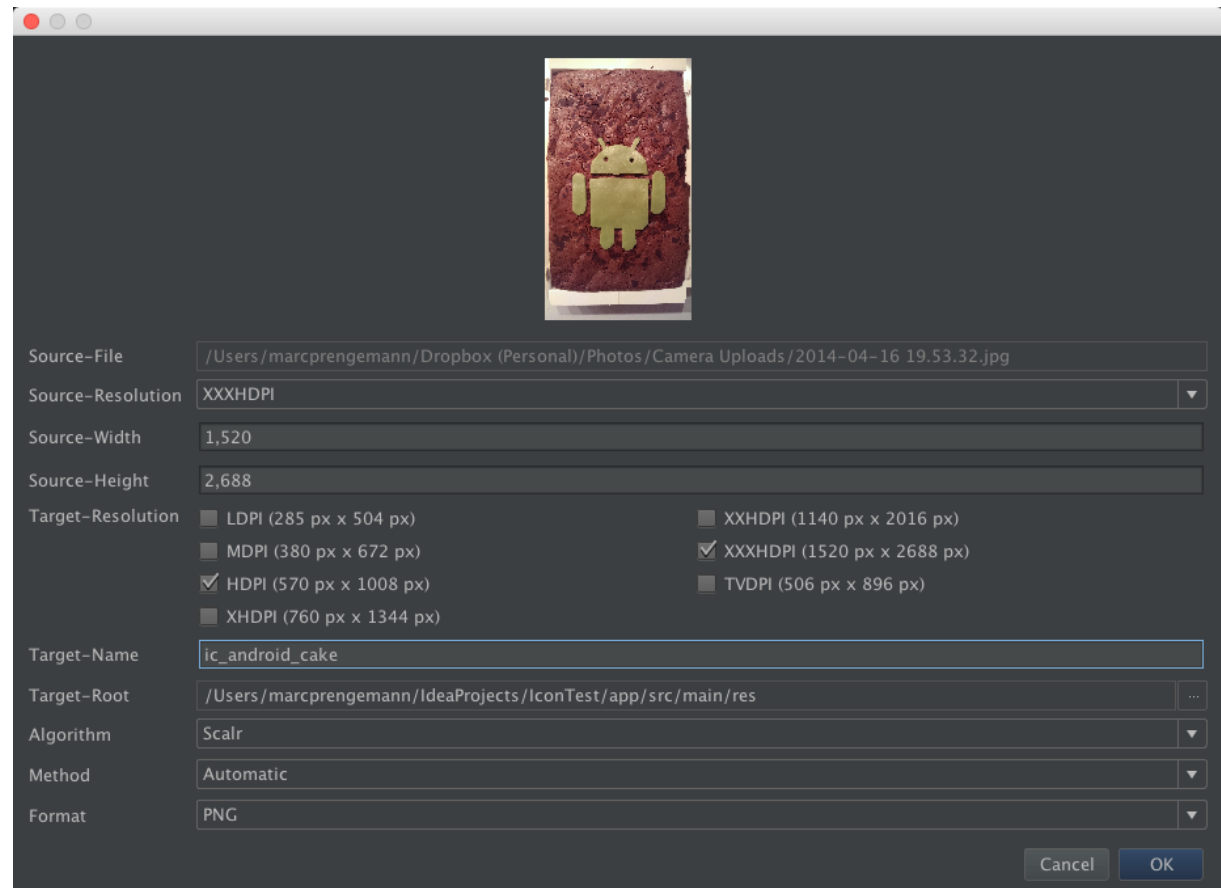 Source-File /Users/marcprengemann/Dropbox (Personal)/Photos/Camera Uploads/2014-04-16 19.53.32.jpg
Source-Resolution XXXHDPI
Source-Width 1,520
Source-Height 2,688
Target-Resolution LDPI (285 px x 504 px) XXHDPI (1140 px x 2016 px)
MDPI (380 px x 672 px) XXXHDPI (1520 px x 2688 px)
HDPI (570 px x 1008 px) TVDPI (506 px x 896 px)
XHDPI (760 px x 1344 px)
Target-Name ic_android_cake
Target-Root /Users/marcprengemann/IdeaProjects/IconTest/app/src/main/res ...
Algorithm Scalr
Method Automatic
Format PNG
Cancel OK